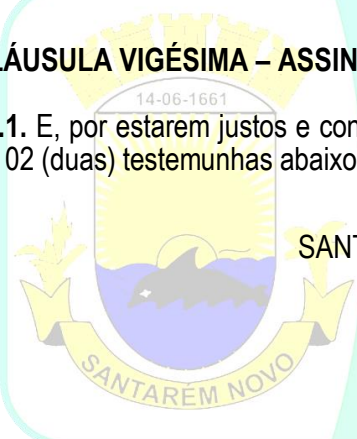 LÁUSULA VIGÉSIMA – ASSIN
14-06-1661
.1. E, por estarem justos e con
02 (duas) testemunhas abaixo
SANT
SANTARÉM NOVO